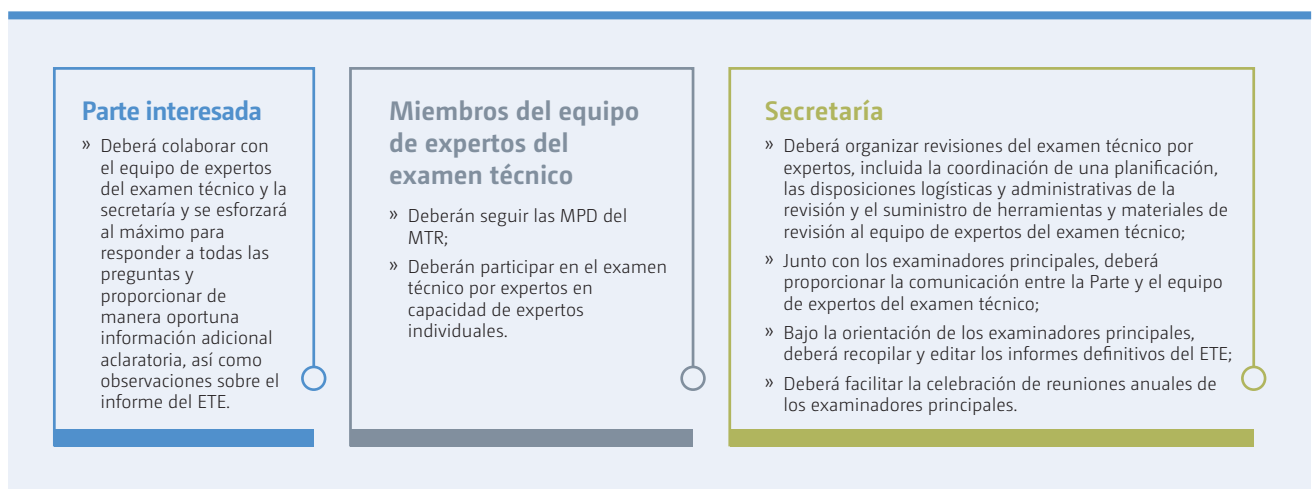 Parte interesada
» Deberá colaborar con
el equipo de expertos
del examen técnico y la
secretaría y se esforzará
al máximo para
responder a todas las
preguntas y
proporcionar de
manera oportuna
información adicional
aclaratoria, así como
observaciones sobre el
informe del ETE.
Miembros del equipo
de expertos del
examen técnico
» Deberán seguir las MPD del
MTR;
» Deberán participar en el examen
técnico por expertos en
capacidad de expertos
individuales.
Secretaría
» Deberá organizar revisiones del examen técnico por
expertos, incluida la coordinación de una planificación,
las disposiciones logísticas y administrativas de la
revisión y el suministro de herramientas y materiales de
revisión al equipo de expertos del examen técnico;
» Junto con los examinadores principales, deberá
proporcionar la comunicación entre la Parte y el equipo
de expertos del examen técnico;
» Bajo la orientación de los examinadores principales,
deberá recopilar y editar los informes definitivos del ETE;
» Deberá facilitar la celebración de reuniones anuales de
los examinadores principales.